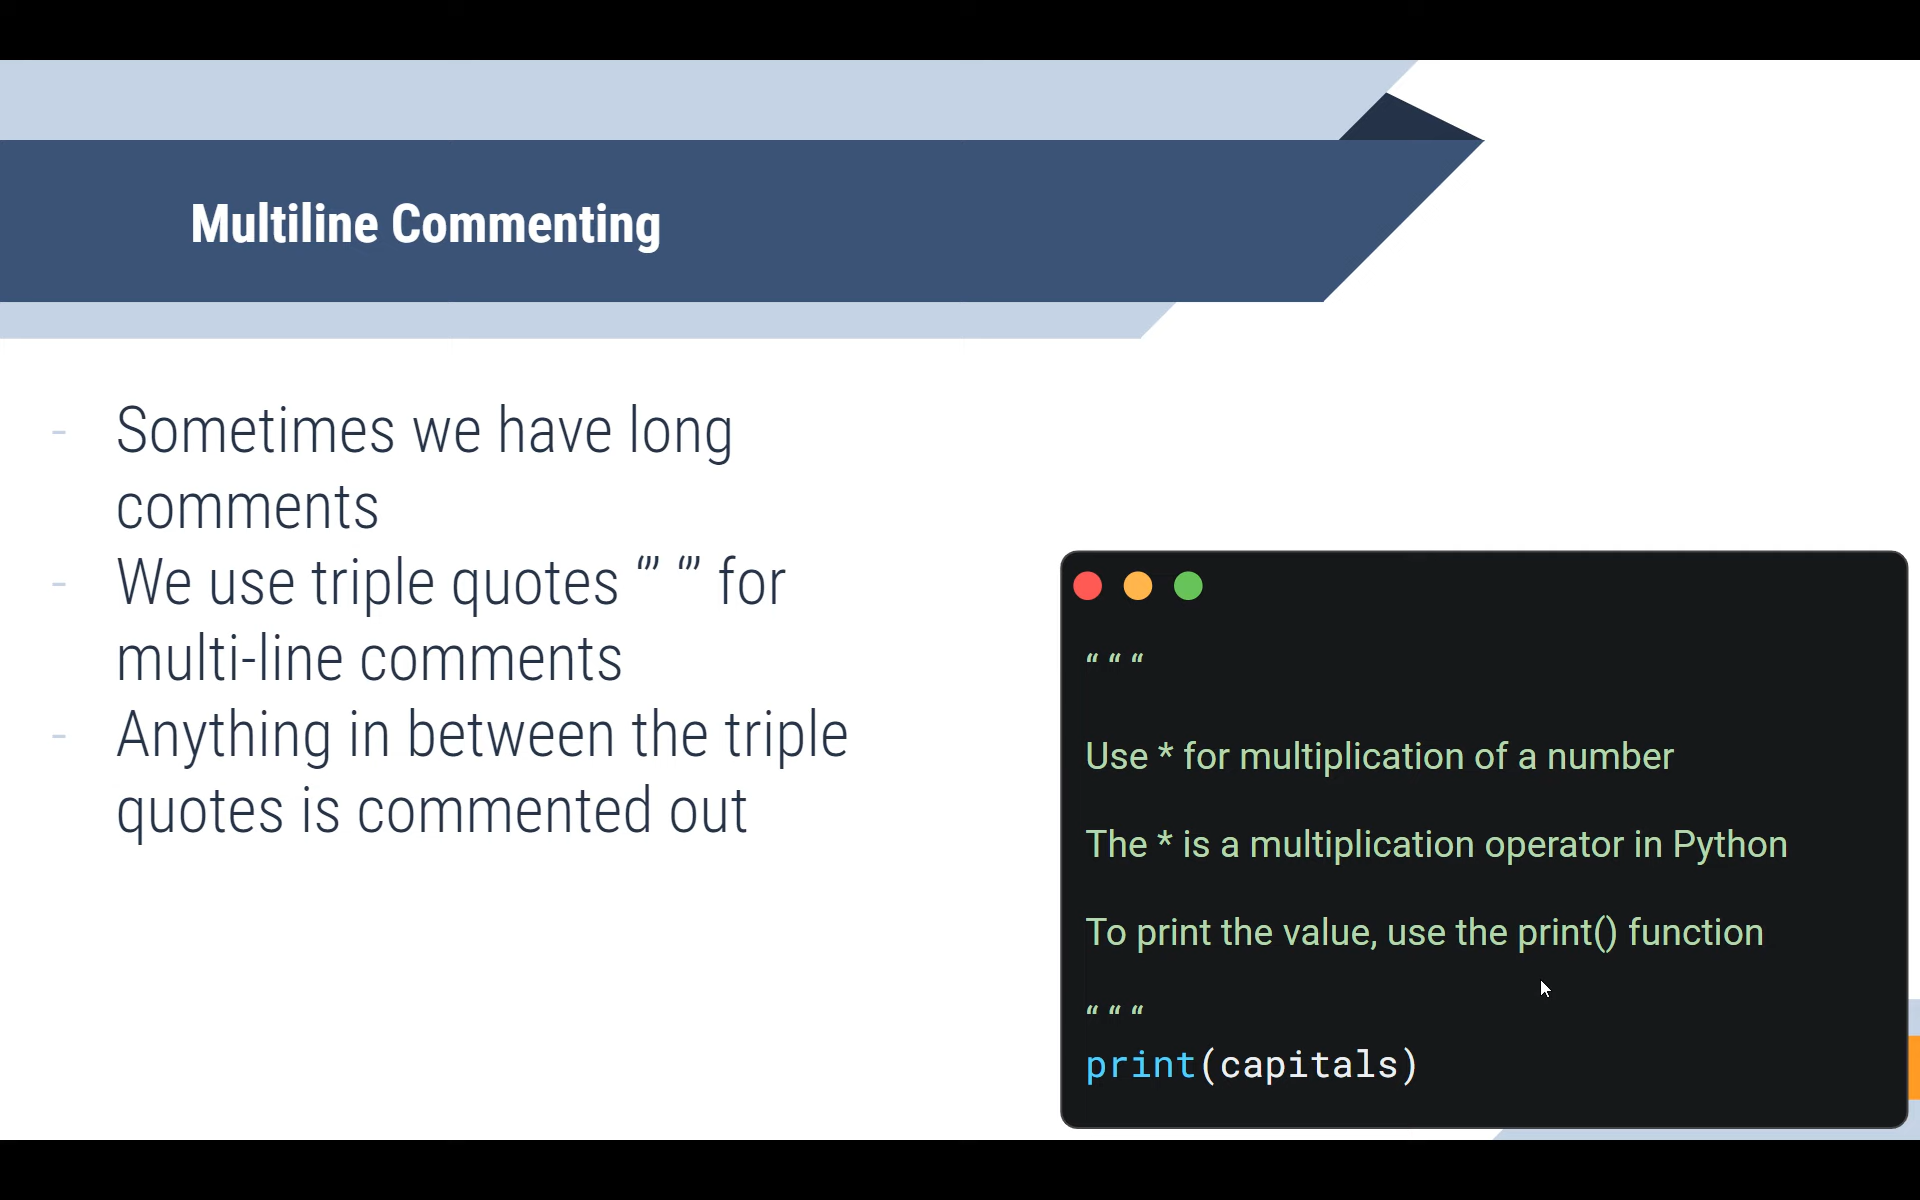 Multiline Commenting
- Sometimes we have long
comments
- We use triple quotes ‘’’ ‘’’ for
multi-line comments
- Anything in between the triple
quotes is commented out
“ “ “
Use * for multiplication of a number
The * is a multiplication operator in Python
To print the value, use the print() function
“ “ “
print(capitals)